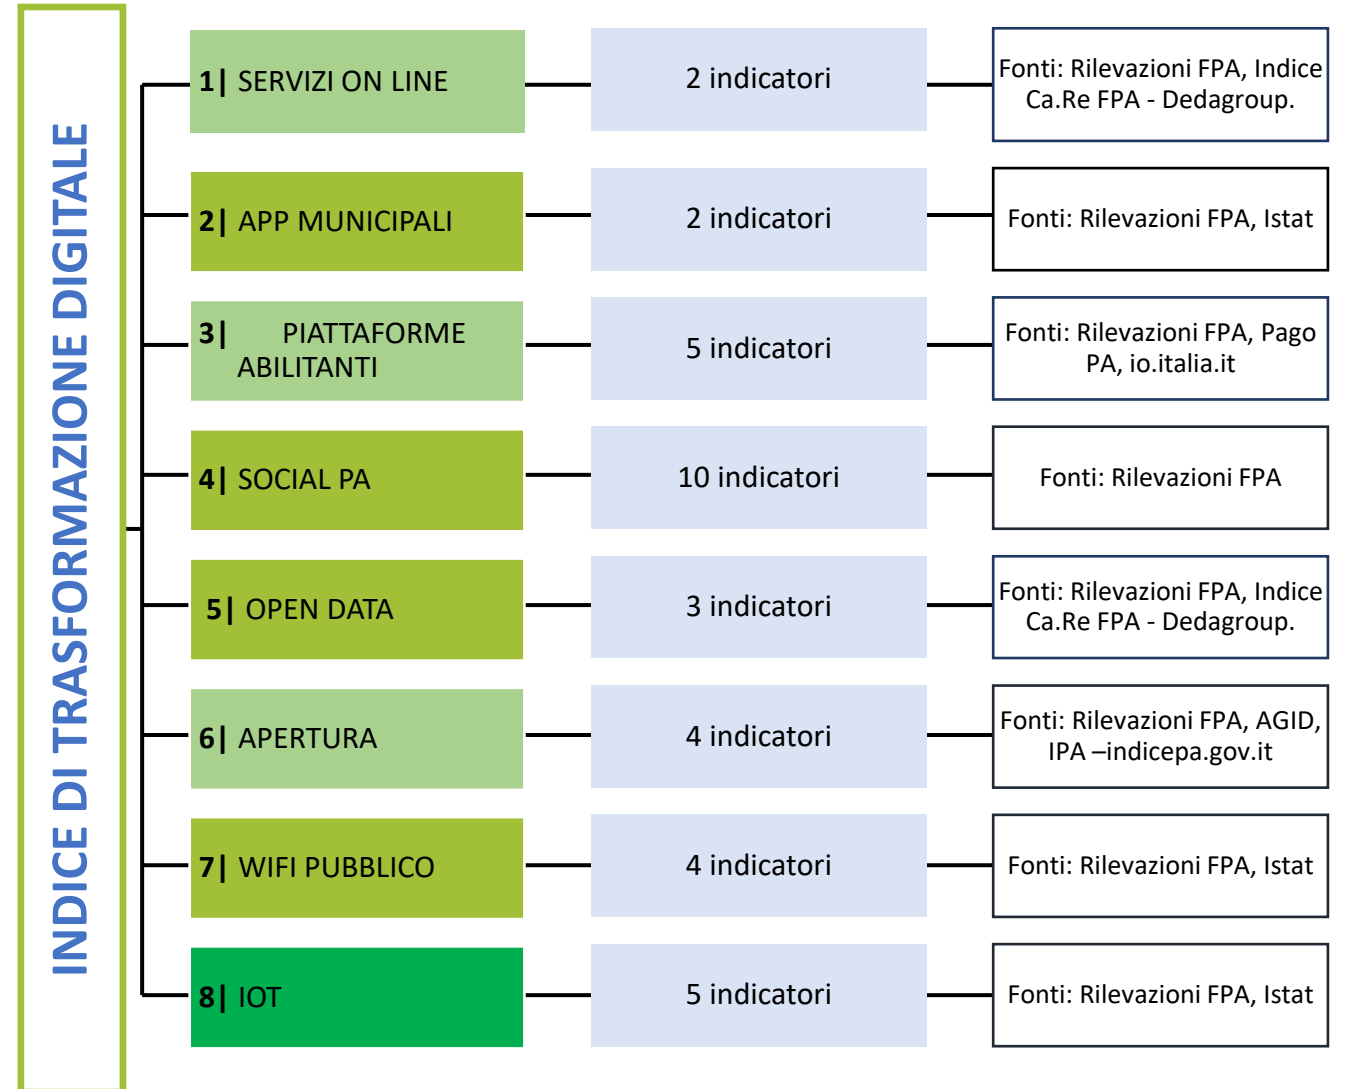 INDICE DI TRASFORMAZIONE DIGITALE
1| SERVIZI ON LINE
2 indicatori
Fonti: Rilevazioni FPA, Indice
Ca.Re FPA - Dedagroup.
2| APP MUNICIPALI
2 indicatori
Fonti: Rilevazioni FPA, Istat
3| PIATTAFORME
ABILITANTI
5 indicatori
Fonti: Rilevazioni FPA, Pago
PA, io.italia.it
4| SOCIAL PA
10 indicatori
Fonti: Rilevazioni FPA
5| OPEN DATA
3 indicatori
Fonti: Rilevazioni FPA, Indice
Ca.Re FPA - Dedagroup.
6| APERTURA
4 indicatori
Fonti: Rilevazioni FPA, AGID,
IPA –indicepa.gov.it
7| WIFI PUBBLICO
4 indicatori
Fonti: Rilevazioni FPA, Istat
8| IOT
5 indicatori
Fonti: Rilevazioni FPA, Istat